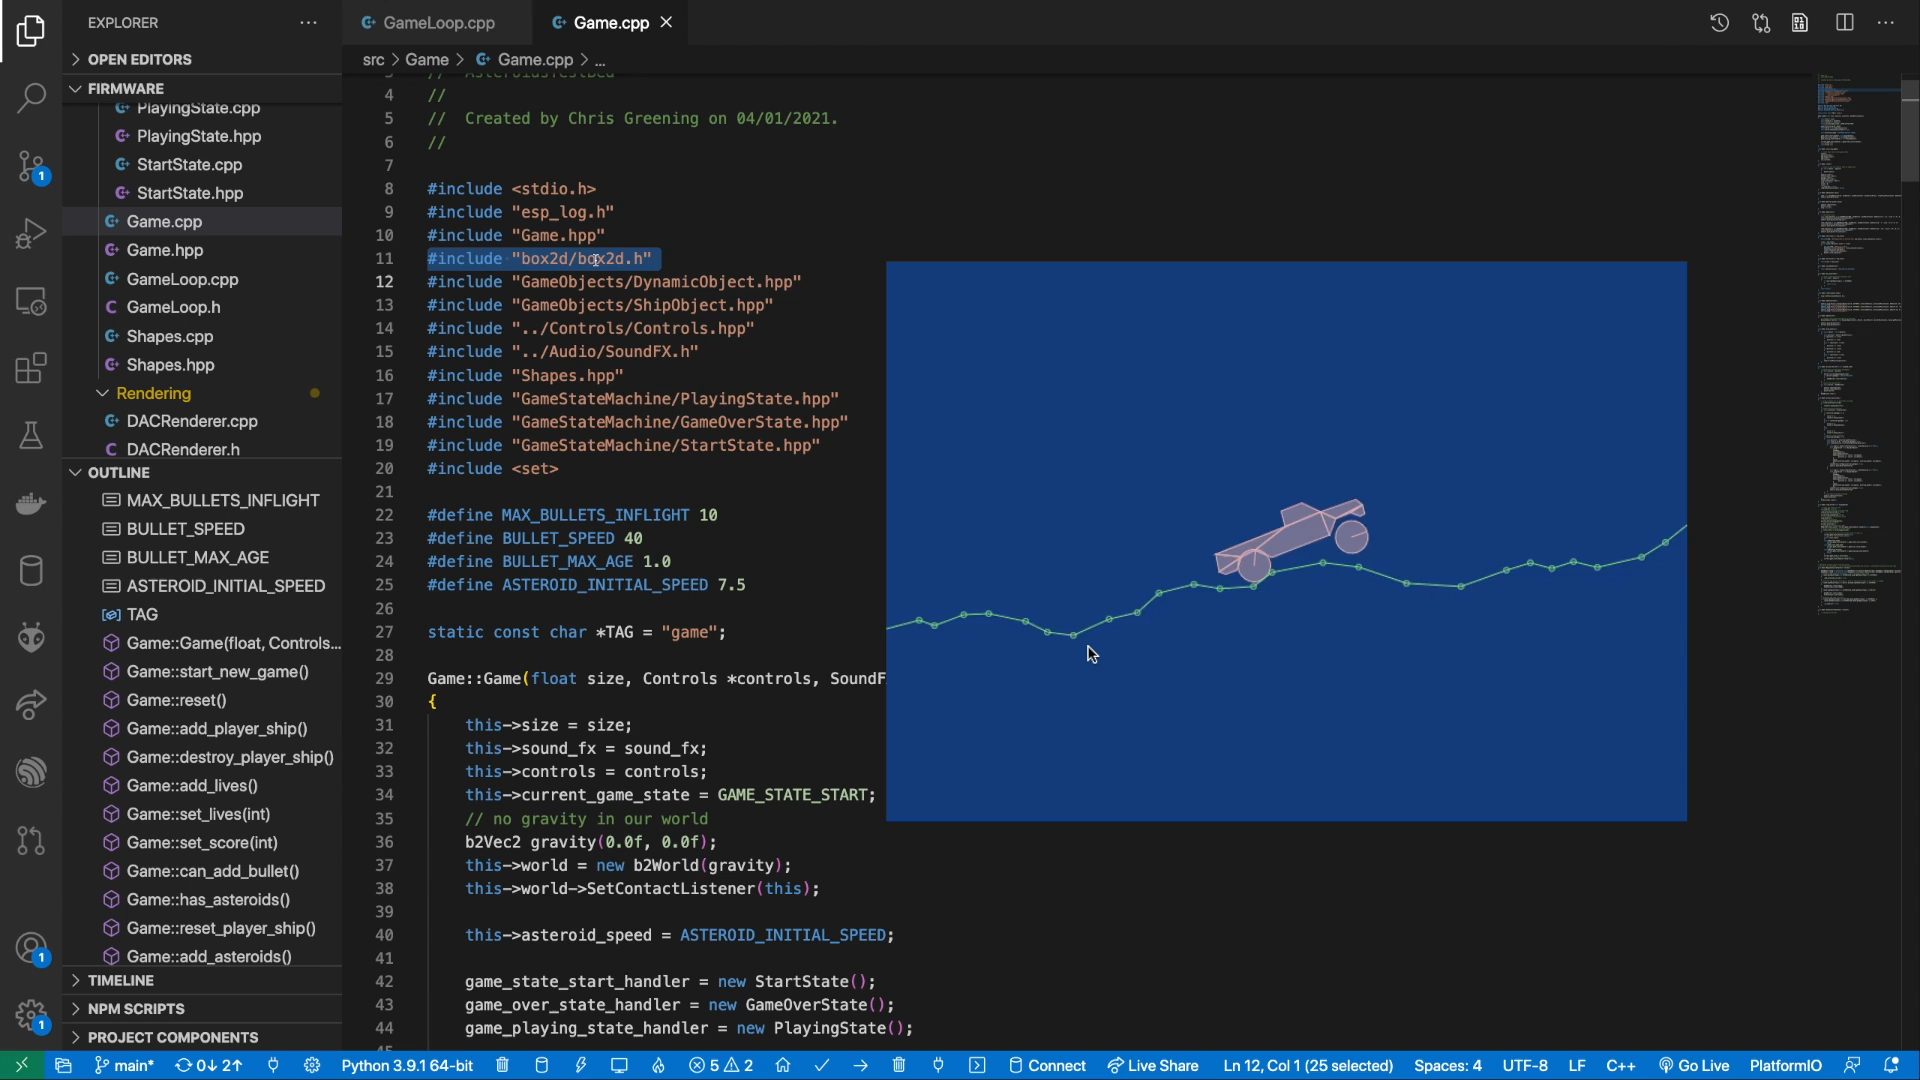 EXPLORER
OPEN EDITORS
FIRMWARE
PlayingState.cpp
PlayingState.hpp
StartState.cpp
StartState.hpp
Game.cpp
Game.hpp
GameLoop.cpp
GameLoop.h
Shapes.cpp
Shapes.hpp
Rendering
DACRenderer.cpp
DACRenderer.h
OUTLINE
MAX_BULLETS_INFLIGHT
BULLET_SPEED
BULLET_MAX_AGE
ASTEROID_INITIAL_SPEED
TAG
Game::Game(float, Controls...
Game::start_new_game()
Game::reset()
Game::add_player_ship()
Game::destroy_player_ship()
Game::add_lives()
Game::set_lives(int)
Game::set_score(int)
Game::can_add_bullet()
Game::has_asteroids()
Game::reset_player_ship()
Game::add_asteroids()
TIMELINE
NPM SCRIPTS
PROJECT COMPONENTS
1
1
1
GameLoop.cpp
Game.cpp
src > Game > Game.cpp > ...
3 // AsteroidsTestBed
4 //
5 // Created by Chris Greening on 04/01/2021.
6 //
7
8 #include <stdio.h>
9 #include "esp_log.h"
10 #include "Game.hpp"
11 #include "box2d/box2d.h"
12 #include "GameObjects/DynamicObject.hpp"
13 #include "GameObjects/ShipObject.hpp"
14 #include "../Controls/Controls.hpp"
15 #include "../Audio/SoundFX.h"
16 #include "Shapes.hpp"
17 #include "GameStateMachine/PlayingState.hpp"
18 #include "GameStateMachine/GameOverState.hpp"
19 #include "GameStateMachine/StartState.hpp"
20 #include <set>
21
22 #define MAX_BULLETS_INFLIGHT 10
23 #define BULLET_SPEED 40
24 #define BULLET_MAX_AGE 1.0
25 #define ASTEROID_INITIAL_SPEED 7.5
26
27 static const char *TAG = "game";
28
29 Game::Game(float size, Controls *controls, SoundF
30 {
31 this->size = size;
32 this->sound_fx = sound_fx;
33 this->controls = controls;
34 this->current_game_state = GAME_STATE_START;
35 // no gravity in our world
36 b2Vec2 gravity(0.0f, 0.0f);
37 this->world = new b2World(gravity);
38 this->world->SetContactListener(this);
39
40 this->asteroid_speed = ASTEROID_INITIAL_SPEED;
41
42 game_state_start_handler = new StartState();
43 game_over_state_handler = new GameOverState();
44 game_playing_state_handler = new PlayingState();
45
main* 0↓ 2↑ Python 3.9.1 64-bit 5 2 Connect Live Share Ln 12, Col 1 (25 selected) Spaces: 4 UTF-8 LF C++ Go Live PlatformIO